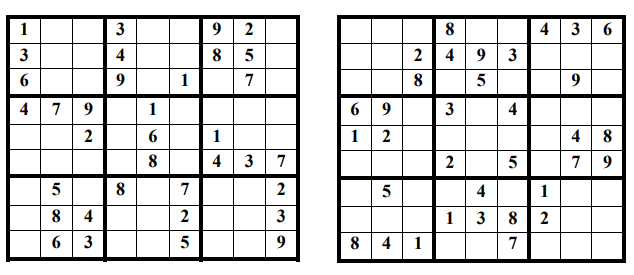 1 3 9 2
3 4 8 5
6 9 1 7
4 7 9 1
2 6 1
8 4 3 7
5 8 7 2
8 4 2 3
6 3 5 9
8 4 3 6
2 4 9 3
8 5 9
6 9 3 4
1 2 4 8
2 5 7 9
5 4 1
1 3 8 2
8 4 1 7